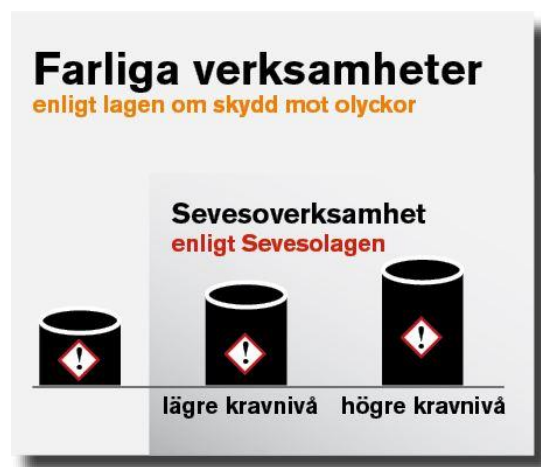 Farliga verksamheter
enligt lagen om skydd mot olyckor
Sevesoverksamhet
enligt Sevesolagen
!
!
!
lägre kravnivå högre kravnivå